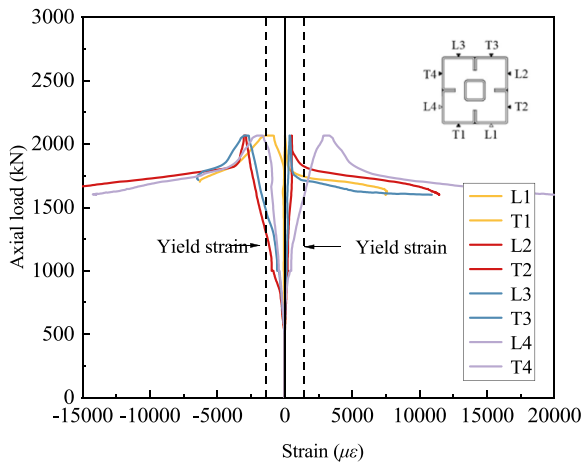 3000
2500
2000
1500
1000
500
0
Axial load (kN)
L3 T3
T4 L2
L4 T2
T1 L1
Yield strain
Yield strain
L1
T1
L2
T2
L3
T3
L4
T4
-15000 -10000 -5000 0 5000 10000 15000 20000
Strain (με)